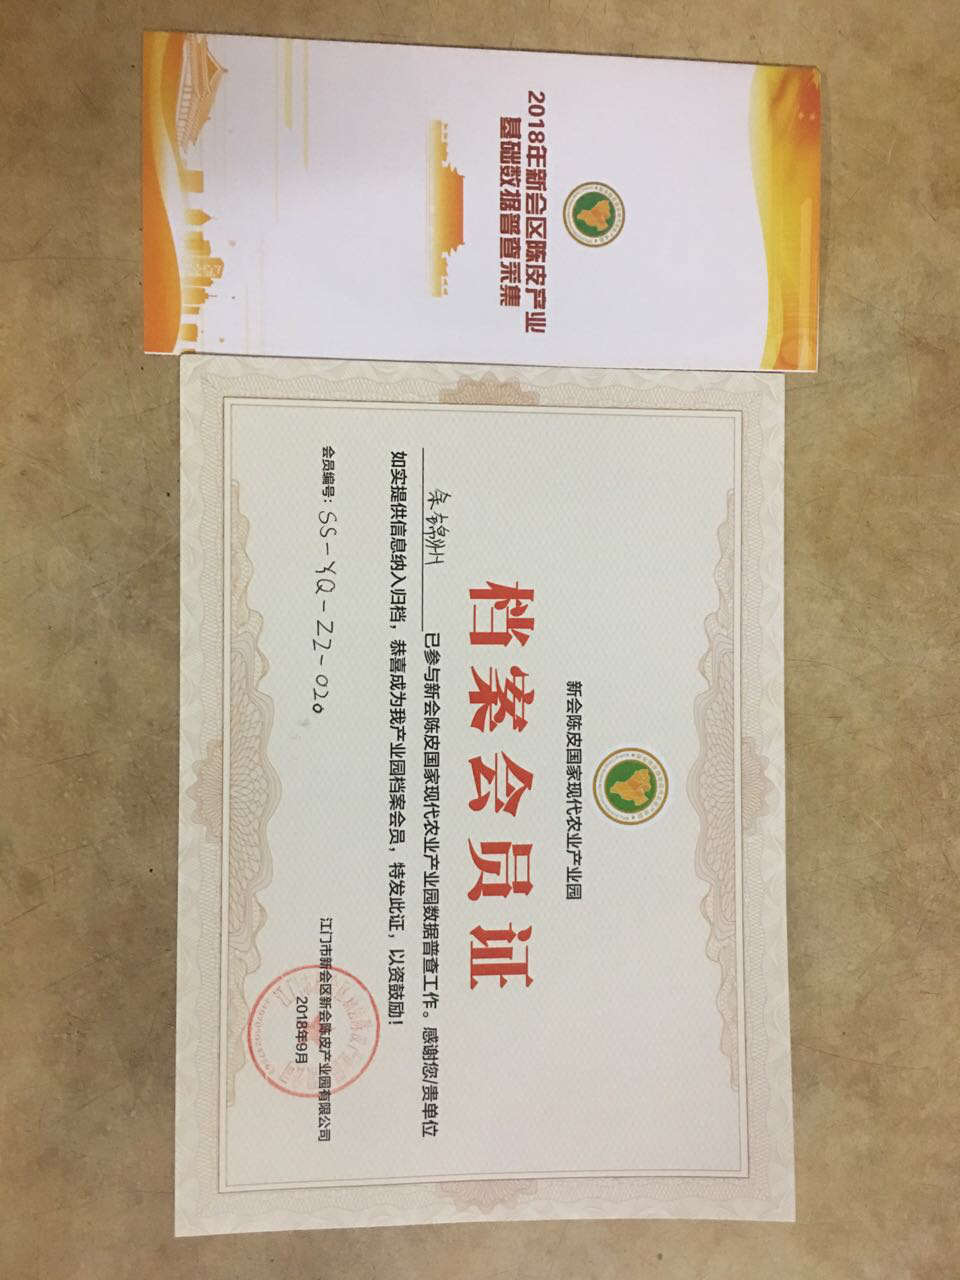 2018年新会区陈皮产业
基础数据普查采集
新会陈皮国家现代农业产业园
档案会员证
余锦洲 已参与新会陈皮国家现代农业产业园数据普查工作。感谢您/贵单位
如实提供信息纳入归档，恭喜成为我产业园档案会员，特发此证，以资鼓励！
会员编号：SS-YQ-ZZ-020
江门市新会区新会陈皮产业园有限公司
2018年9月